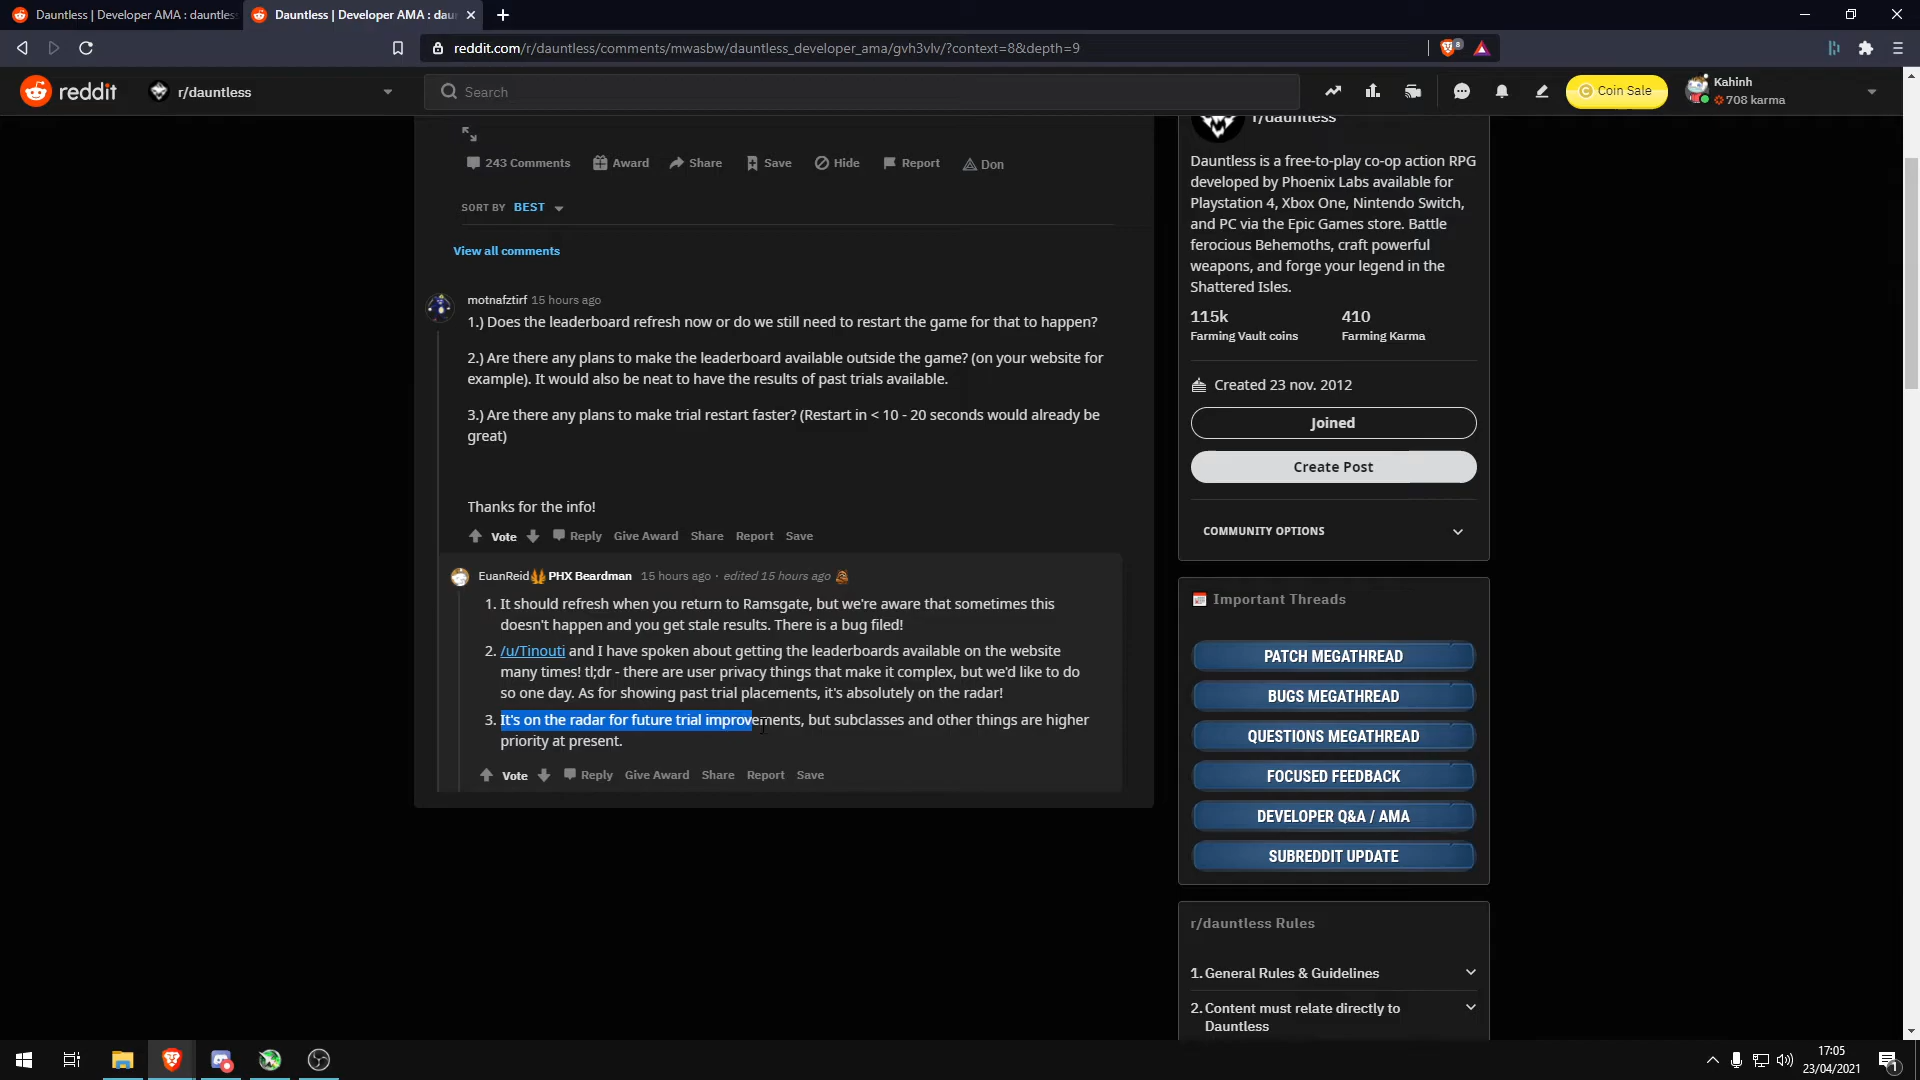 Dauntless | Developer AMA : dauntles
Dauntless | Developer AMA : dau
reddit.com/r/dauntless/comments/mwasbw/dauntless_developer_ama/gvh3vlv/?context=8&depth=9
8
reddit
r/dauntless
Search
Coin Sale
Kahinh
708 karma
243 Comments
Award
Share
Save
Hide
Report
Don
SORT BY BEST
View all comments
motnafztirf 15 hours ago
1.) Does the leaderboard refresh now or do we still need to restart the game for that to happen?
2.) Are there any plans to make the leaderboard available outside the game? (on your website for
example). It would also be neat to have the results of past trials available.
3.) Are there any plans to make trial restart faster? (Restart in < 10 - 20 seconds would already be
great)
Thanks for the info!
Vote Reply Give Award Share Report Save
EuanReid PHX Beardman 15 hours ago · edited 15 hours ago
1. It should refresh when you return to Ramsgate, but we're aware that sometimes this
doesn't happen and you get stale results. There is a bug filed!
2. /u/Tinouti and I have spoken about getting the leaderboards available on the website
many times! tl;dr - there are user privacy things that make it complex, but we'd like to do
so one day. As for showing past trial placements, it's absolutely on the radar!
3. It's on the radar for future trial improvements, but subclasses and other things are higher
priority at present.
Vote Reply Give Award Share Report Save
r/dauntless
Dauntless is a free-to-play co-op action RPG
developed by Phoenix Labs available for
Playstation 4, Xbox One, Nintendo Switch,
and PC via the Epic Games store. Battle
ferocious Behemoths, craft powerful
weapons, and forge your legend in the
Shattered Isles.
115k
Farming Vault coins
410
Farming Karma
Created 23 nov. 2012
Joined
Create Post
COMMUNITY OPTIONS
Important Threads
PATCH MEGATHREAD
BUGS MEGATHREAD
QUESTIONS MEGATHREAD
FOCUSED FEEDBACK
DEVELOPER Q&A / AMA
SUBREDDIT UPDATE
r/dauntless Rules
1. General Rules & Guidelines
2. Content must relate directly to
Dauntless
17:05
23/04/2021
1